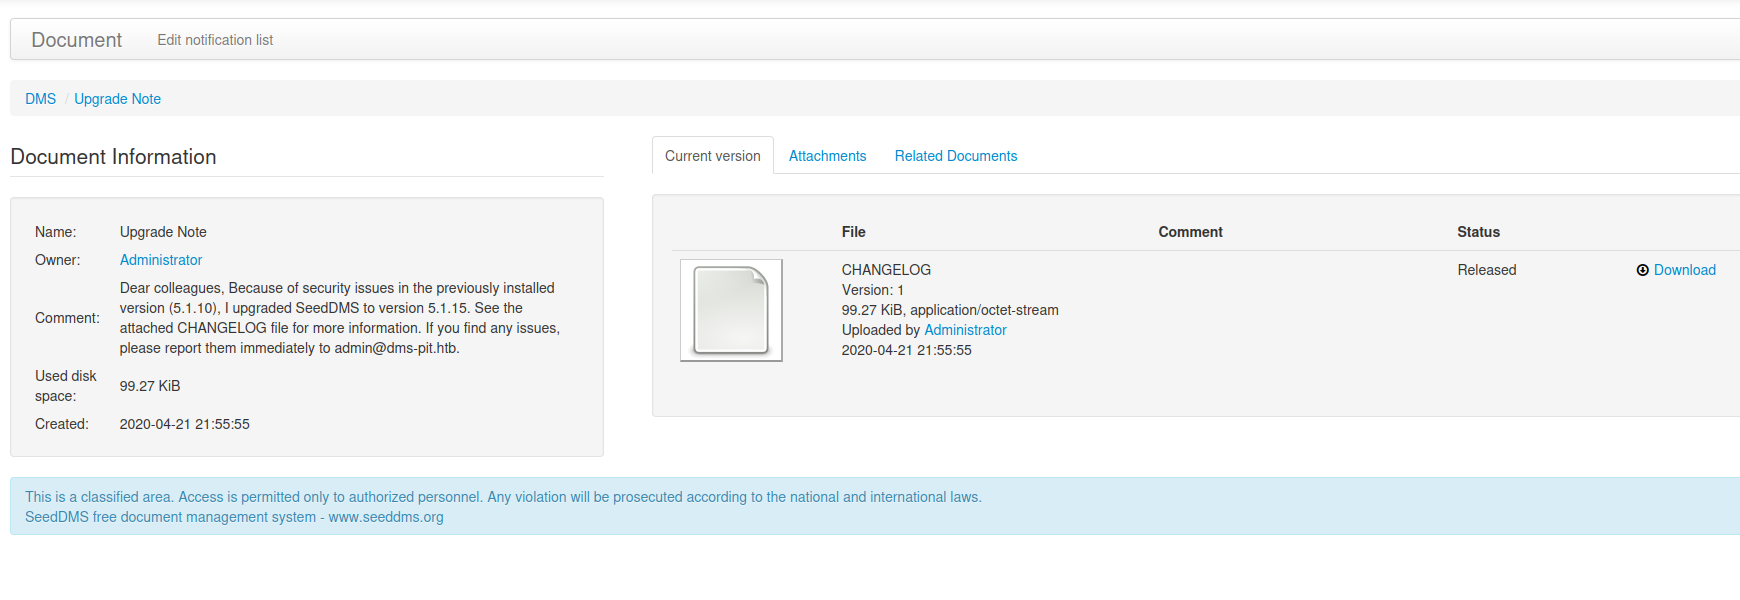 Document Edit notification list
DMS / Upgrade Note
Document Information
Name: Upgrade Note
Owner: Administrator
Comment: Dear colleagues, Because of security issues in the previously installed
version (5.1.10), I upgraded SeedDMS to version 5.1.15. See the
attached CHANGELOG file for more information. If you find any issues,
please report them immediately to admin@dms-pit.htb.
Used disk
space: 99.27 KiB
Created: 2020-04-21 21:55:55
Current version Attachments Related Documents
File Comment Status
CHANGELOG Released Download
Version: 1
99.27 KiB, application/octet-stream
Uploaded by Administrator
2020-04-21 21:55:55
This is a classified area. Access is permitted only to authorized personnel. Any violation will be prosecuted according to the national and international laws.
SeedDMS free document management system - www.seeddms.org